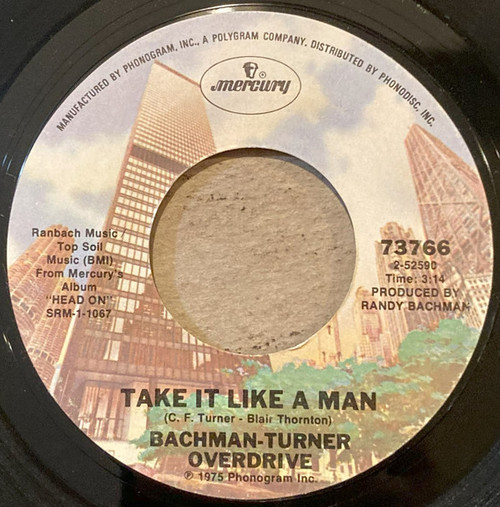 MANUFACTURED BY PHONOGRAM, INC., A POLYGRAM COMPANY. DISTRIBUTED BY PHONODISC, INC.
mercury
Ranbach Music /
Top Soil
Music (BMI)
From Mercury's
Album
"HEAD ON"
SRM-1-1067
73766
2-52590
Time: 3:14
PRODUCED BY
RANDY BACHMAN
TAKE IT LIKE A MAN
(C. F. Turner - Blair Thornton)
BACHMAN-TURNER
OVERDRIVE
℗ 1975 Phonogram Inc.